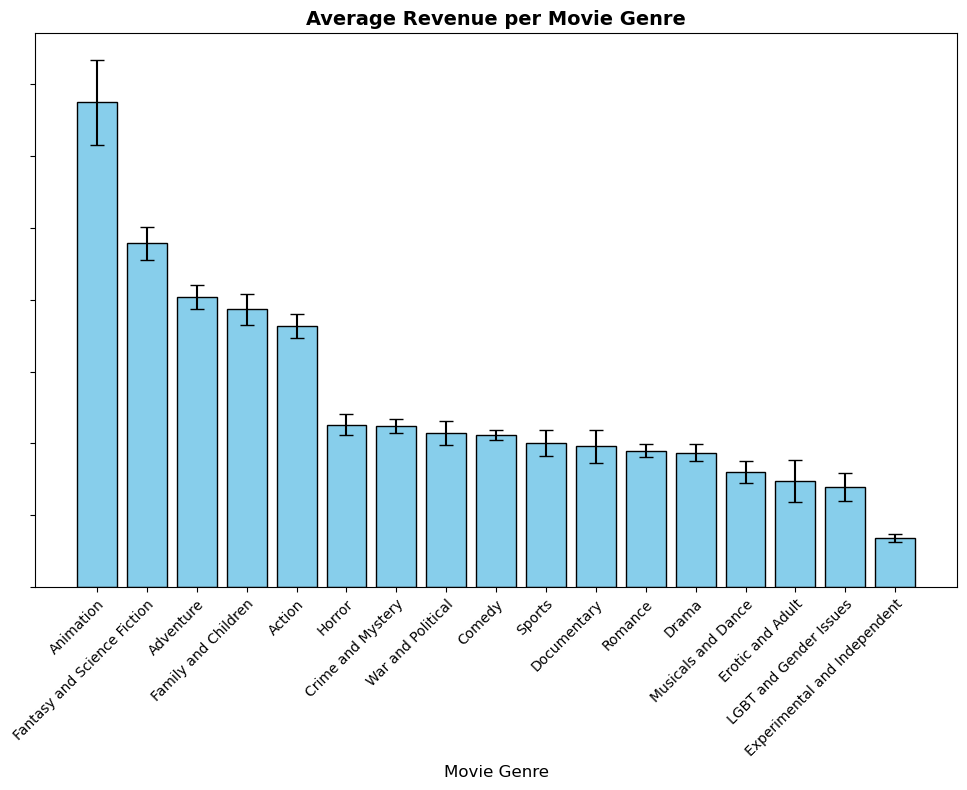 Average Revenue per Movie Genre
Animation
Fantasy and Science Fiction
Adventure
Family and Children
Action
Horror
Crime and Mystery
War and Political
Comedy
Sports
Documentary
Romance
Drama
Musicals and Dance
Erotic and Adult
LGBT and Gender Issues
Experimental and Independent
Movie Genre